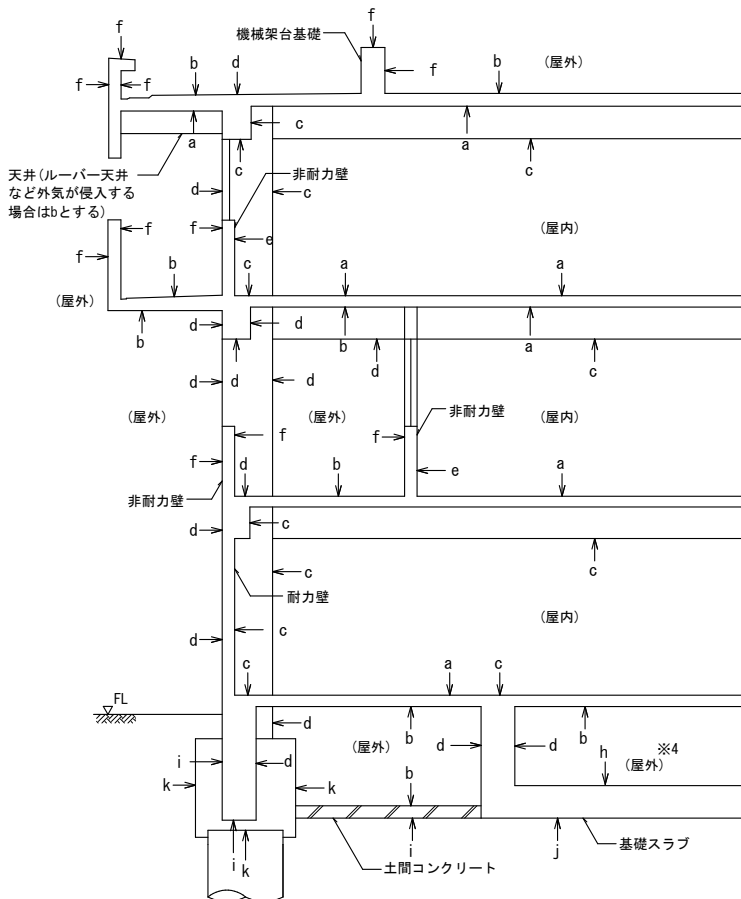 f
機械架台基礎
f
(屋外)
b
d
b
f
f
f
c
a
a
c
c
天井(ルーバー天井
など外気が侵入する
場合はbとする)
非耐力壁
d
c
f
f
(屋内)
f
e
b
c
a
a
(屋外)
d
d
b
b
a
d
d
c
d
d
(屋外)
(屋外)
非耐力壁
(屋内)
f
f
f
d
b
e
a
非耐力壁
d
c
c
c
耐力壁
(屋内)
c
d
c
a
c
FL
d
b
b
i
d
(屋外)
d
d
※4
h
(屋外)
k
k
b
i
k
i
j
土間コンクリート
基礎スラブ